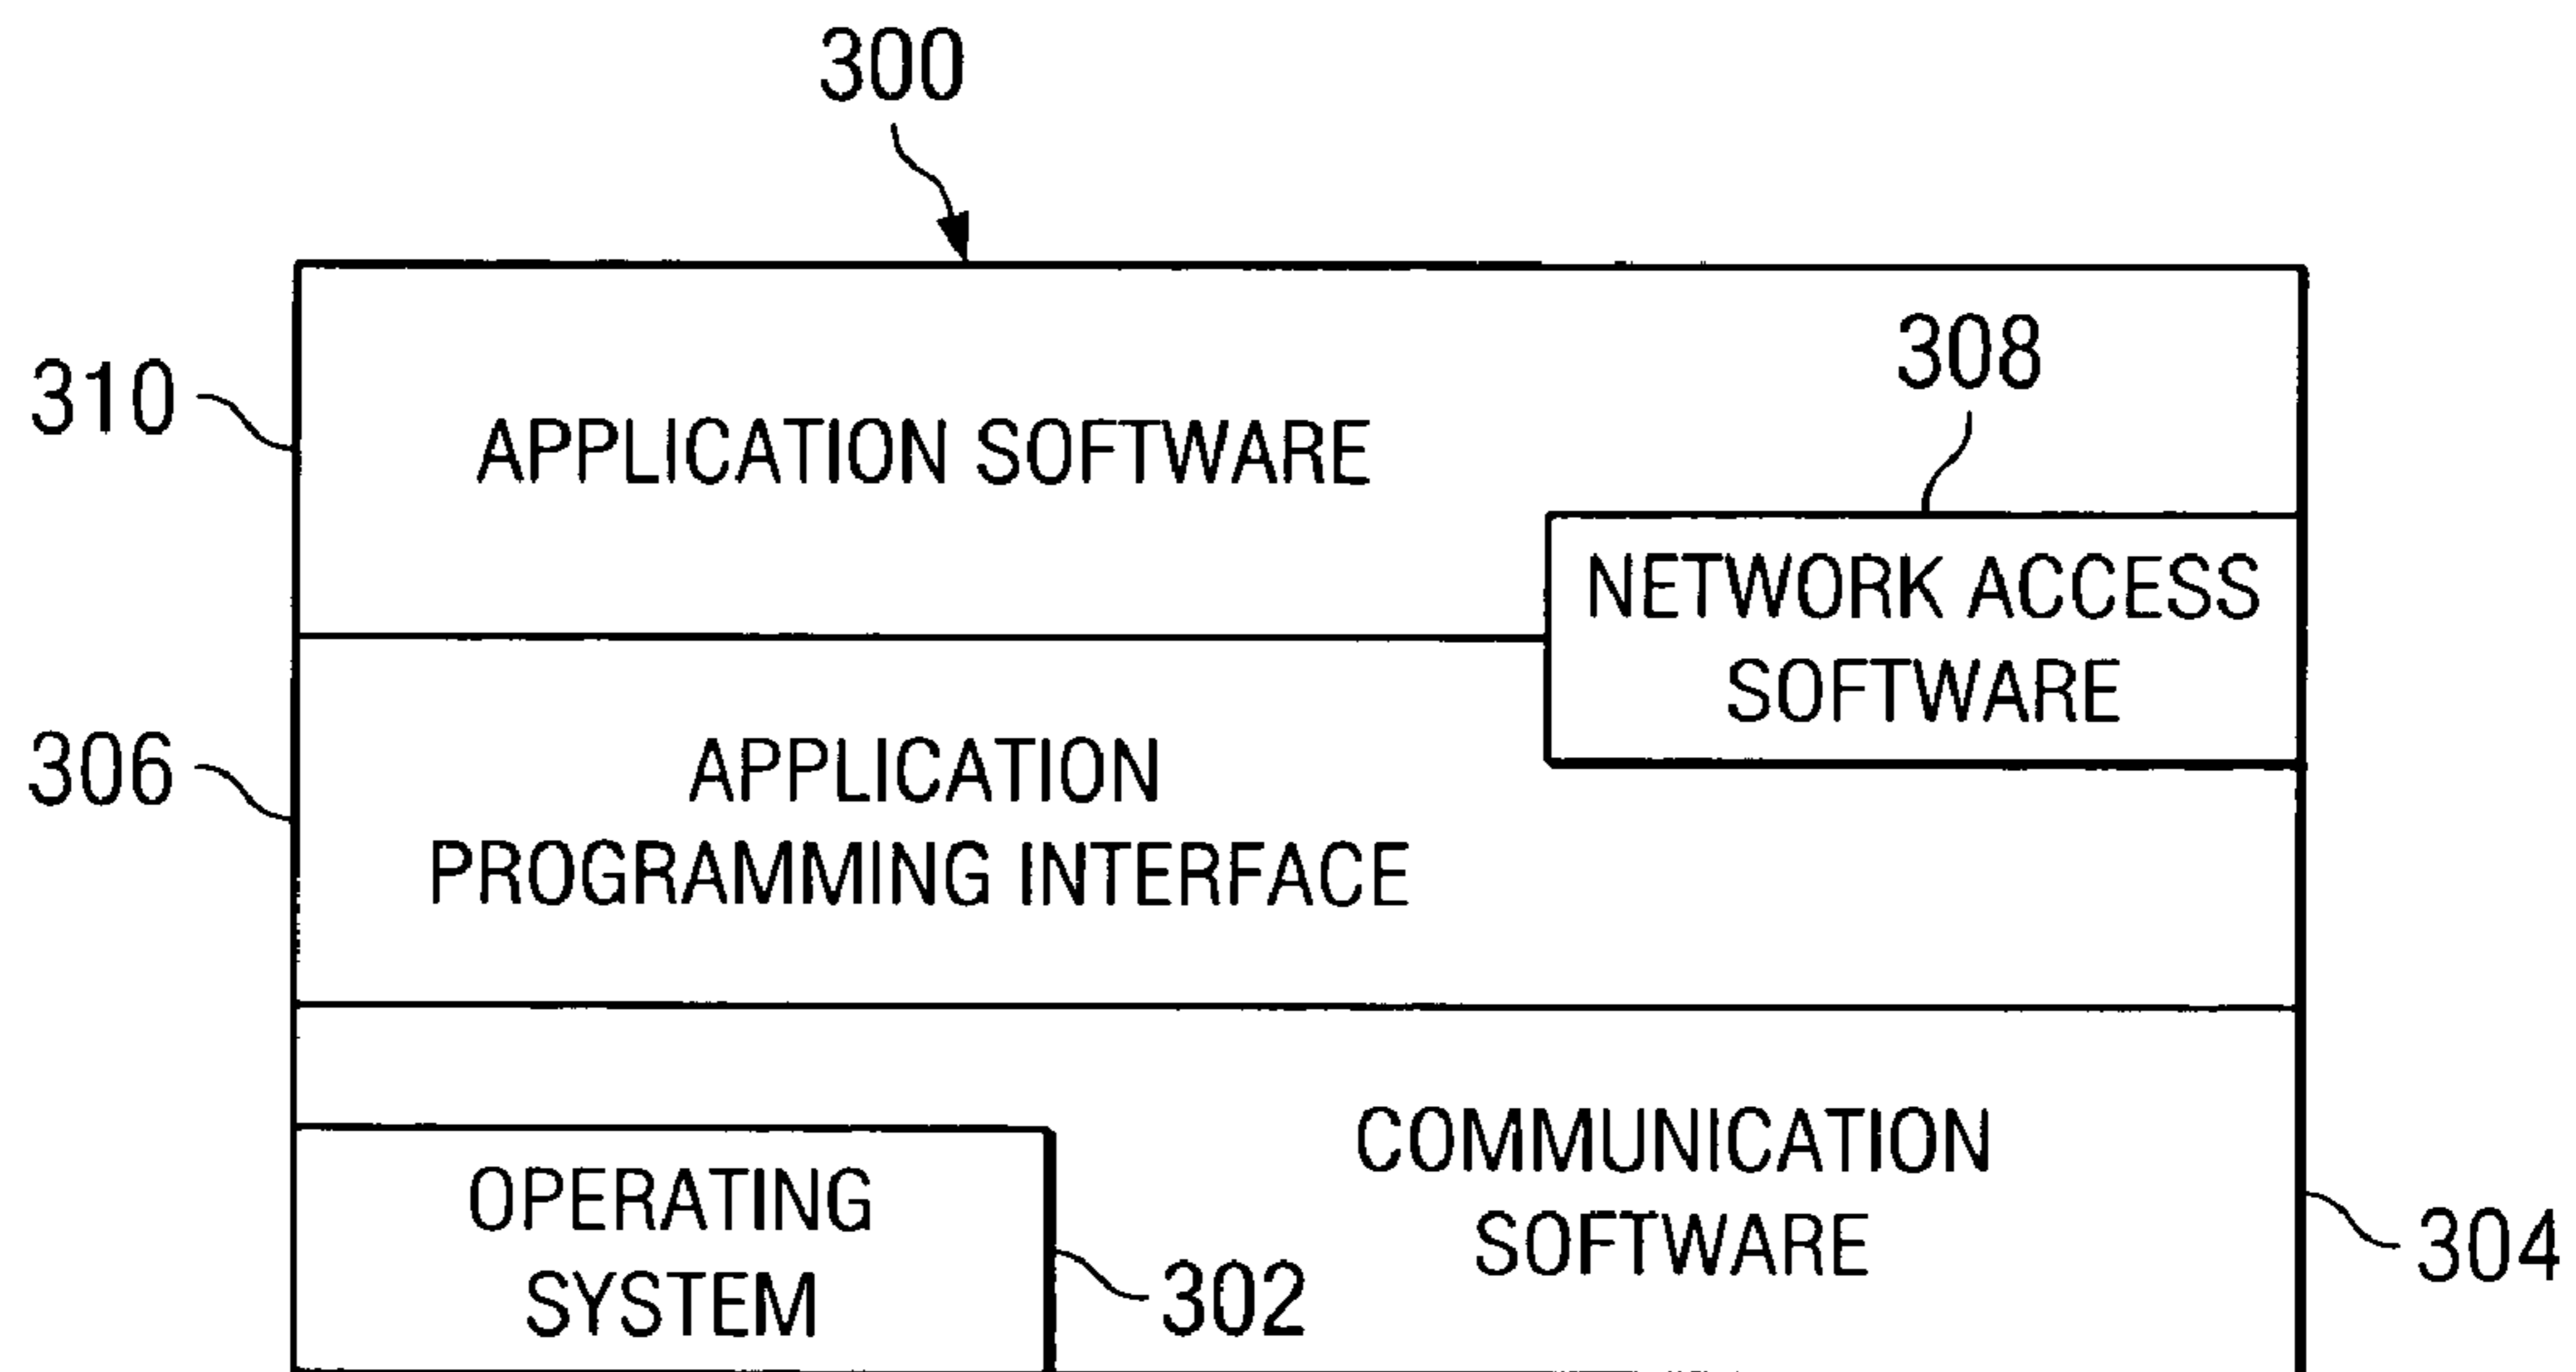 300
310
308
APPLICATION SOFTWARE
NETWORK ACCESS
SOFTWARE
306
APPLICATION
PROGRAMMING INTERFACE
COMMUNICATION
SOFTWARE
304
OPERATING
SYSTEM
302